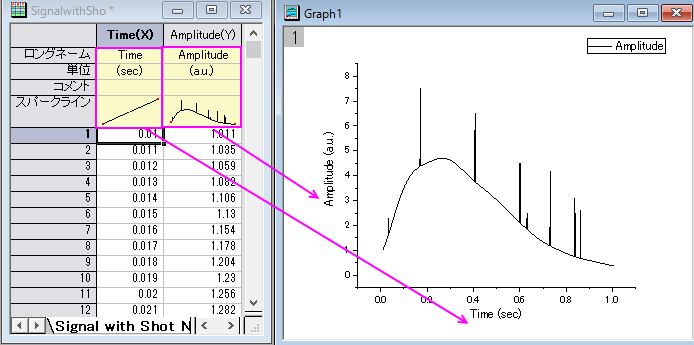 SignalwithSho *
Time(X) Amplitude(Y)
ロングネーム Time Amplitude
単位 (sec) (a.u.)
コメント
スパークライン
1 0.01 1.011
2 0.011 1.035
3 0.012 1.059
4 0.013 1.082
5 0.014 1.106
6 0.015 1.13
7 0.016 1.154
8 0.017 1.178
9 0.018 1.204
10 0.019 1.23
11 0.02 1.256
12 0.021 1.282
Signal with Shot N
Graph1
1
Amplitude
8
7
6
5
4
3
2
1
0
Amplitude (a.u.)
0.0 0.2 0.4 0.6 0.8 1.0
Time (sec)